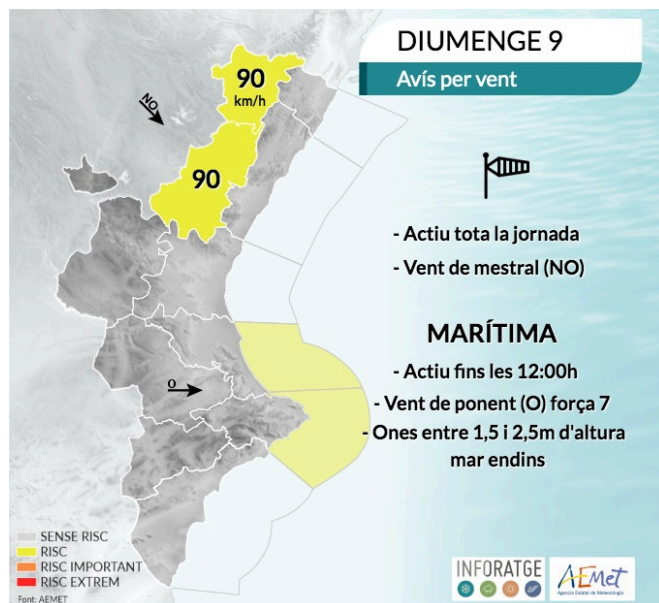 DIUMENGE 9
Avís per vent
90
km/h
NO
90
- Actiu tota la jornada
- Vent de mestral (NO)
MARÍTIMA
- Actiu fins les 12:00h
- Vent de ponent (O) força 7
- Ones entre 1,5 i 2,5m d'altura
mar endins
O
SENSE RISC
RISC
RISC IMPORTANT
RISC EXTREM
Font: AEMET
INFORATGE
AEmet
Agencia Estatal de Meteorología